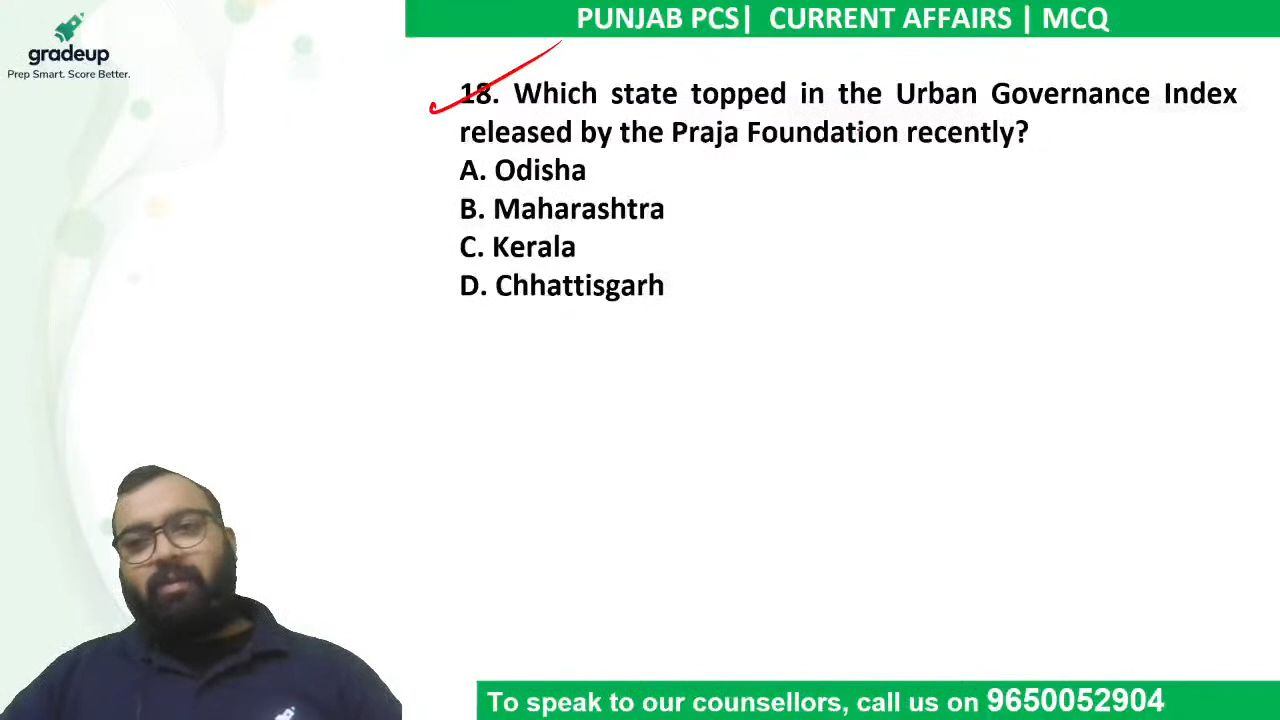 gradeup
Prep Smart. Score Better.
PUNJAB PCS| CURRENT AFFAIRS | MCQ
18. Which state topped in the Urban Governance Index
released by the Praja Foundation recently?
A. Odisha
B. Maharashtra
C. Kerala
D. Chhattisgarh
To speak to our counsellors, call us on 9650052904